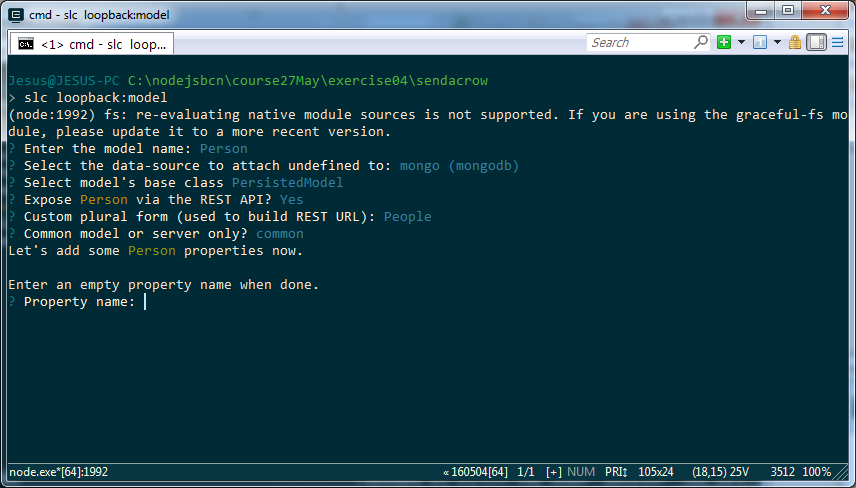 cmd - slc loopback:model
<1> cmd - slc loop...
Search
Jesus@JESUS-PC C:\nodejsbcn\course27May\exercise04\sendacrow
> slc loopback:model
(node:1992) fs: re-evaluating native module sources is not supported. If you are using the graceful-fs mo
dule, please update it to a more recent version.
? Enter the model name: Person
? Select the data-source to attach undefined to: mongo (mongodb)
? Select model's base class PersistedModel
? Expose Person via the REST API? Yes
? Custom plural form (used to build REST URL): People
? Common model or server only? common
Let's add some Person properties now.
Enter an empty property name when done.
? Property name:
node.exe*[64]:1992 « 160504[64] 1/1 [+] NUM PRI↕ 105x24 (18,15) 25V 3512 100%